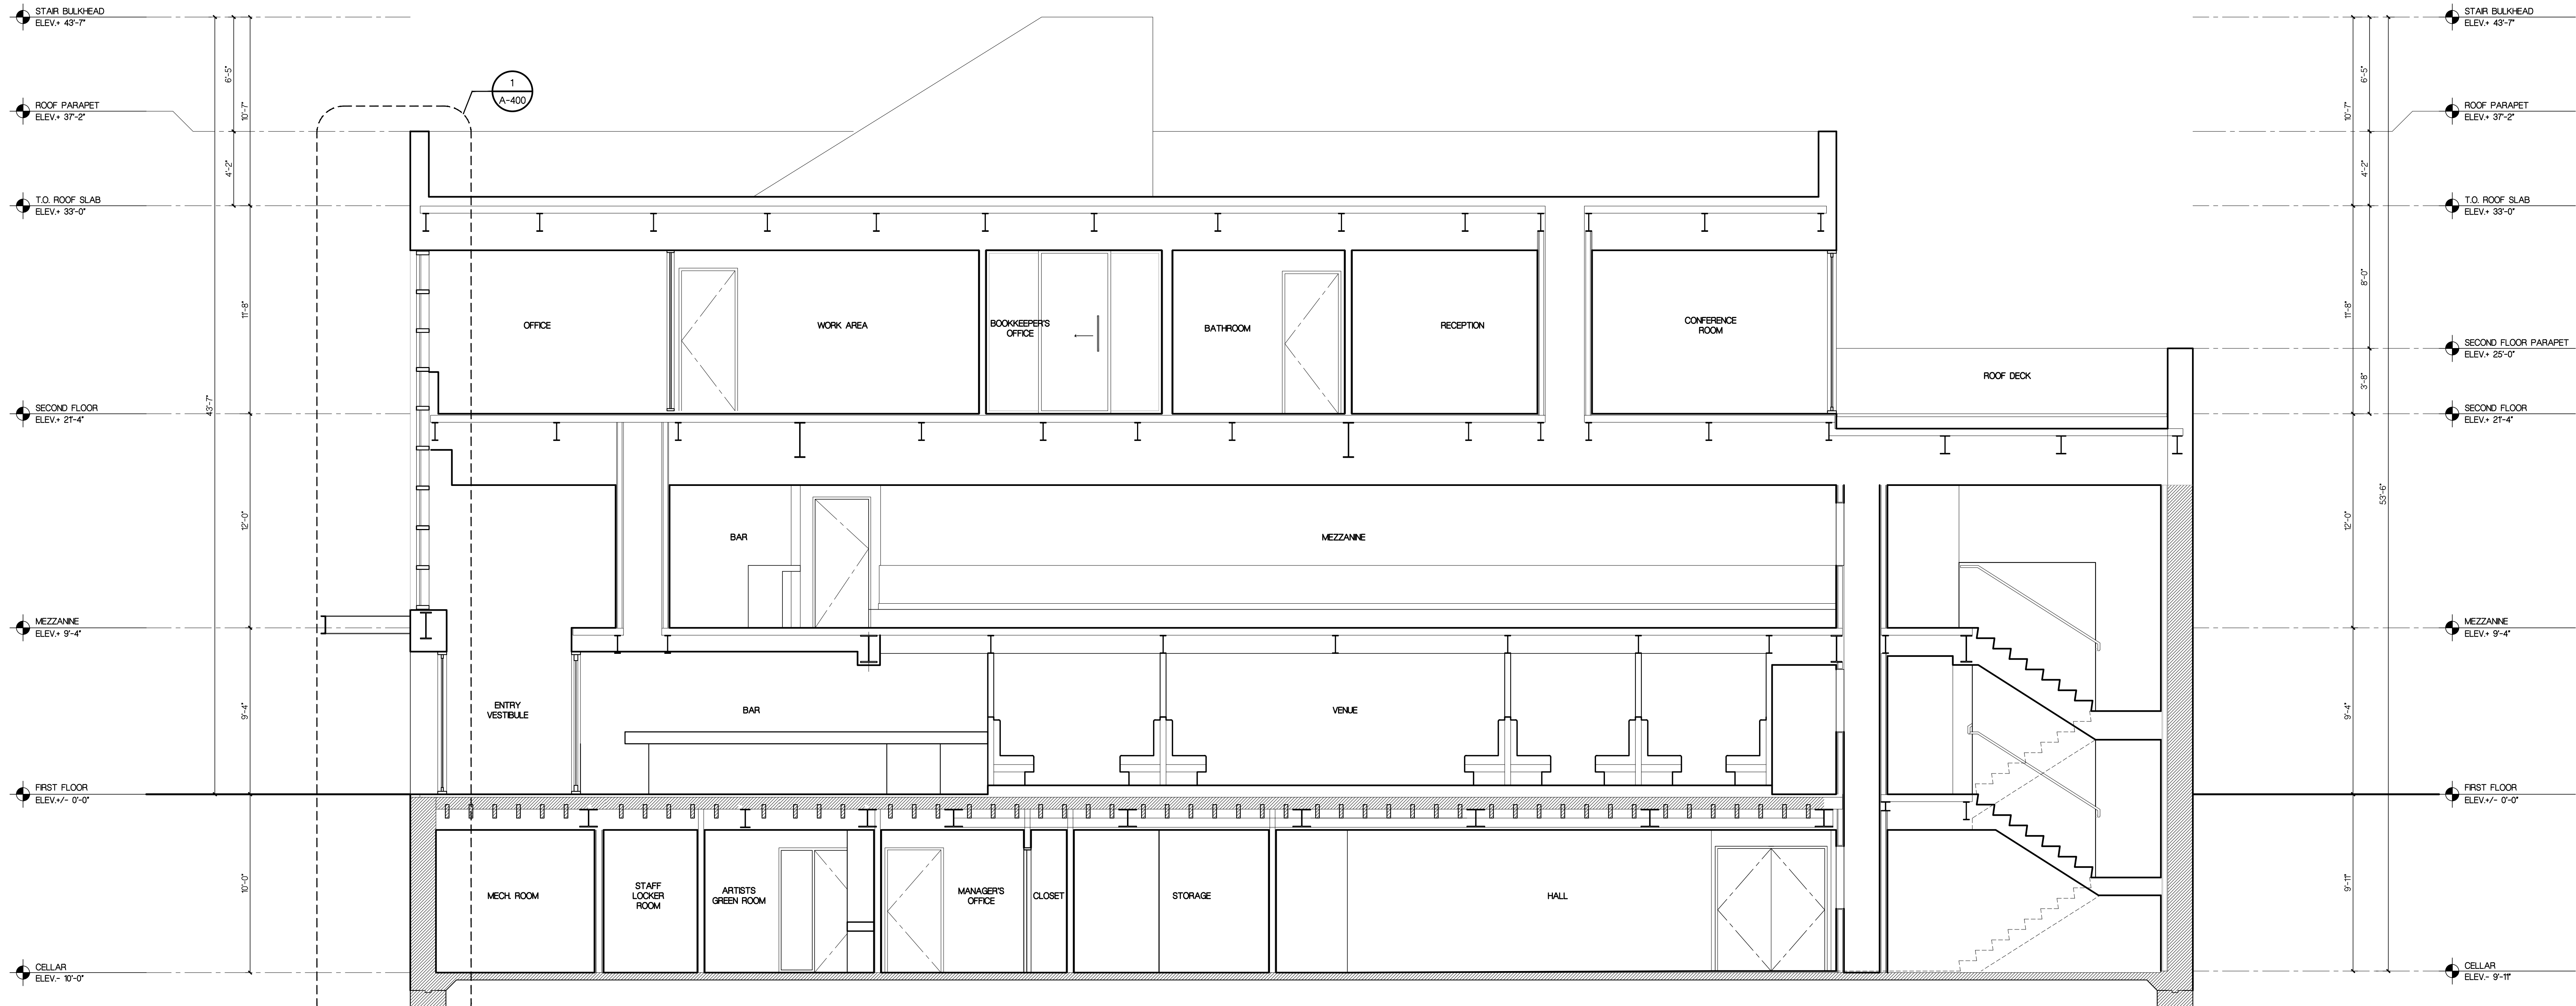 STAIR BULKHEAD
ELEV.+ 43'-7"
ROOF PARAPET
ELEV.+ 37'-2"
T.O. ROOF SLAB
ELEV.+ 33'-0"
SECOND FLOOR
ELEV.+ 21'-4"
MEZZANINE
ELEV.+ 9'-4"
FIRST FLOOR
ELEV.+/- 0'-0"
CELLAR
ELEV.- 10'-0"
43'-7"
6'-5"
4'-2"
10'-7"
11'-8"
12'-0"
9'-4"
10'-0"
1
A-400
OFFICE
WORK AREA
BOOKKEEPER'S
OFFICE
BATHROOM
RECEPTION
CONFERENCE
ROOM
ROOF DECK
BAR
MEZZANINE
ENTRY
VESTIBULE
BAR
VENUE
MECH. ROOM
STAFF
LOCKER
ROOM
ARTISTS
GREEN ROOM
MANAGER'S
OFFICE
CLOSET
STORAGE
HALL
10'-7"
11'-8"
12'-0"
9'-4"
9'-11"
6'-5"
4'-2"
8'-0"
3'-8"
53'-6"
STAIR BULKHEAD
ELEV.+ 43'-7"
ROOF PARAPET
ELEV.+ 37'-2"
T.O. ROOF SLAB
ELEV.+ 33'-0"
SECOND FLOOR PARAPET
ELEV.+ 25'-0"
SECOND FLOOR
ELEV.+ 21'-4"
MEZZANINE
ELEV.+ 9'-4"
FIRST FLOOR
ELEV.+/- 0'-0"
CELLAR
ELEV.- 9'-11"